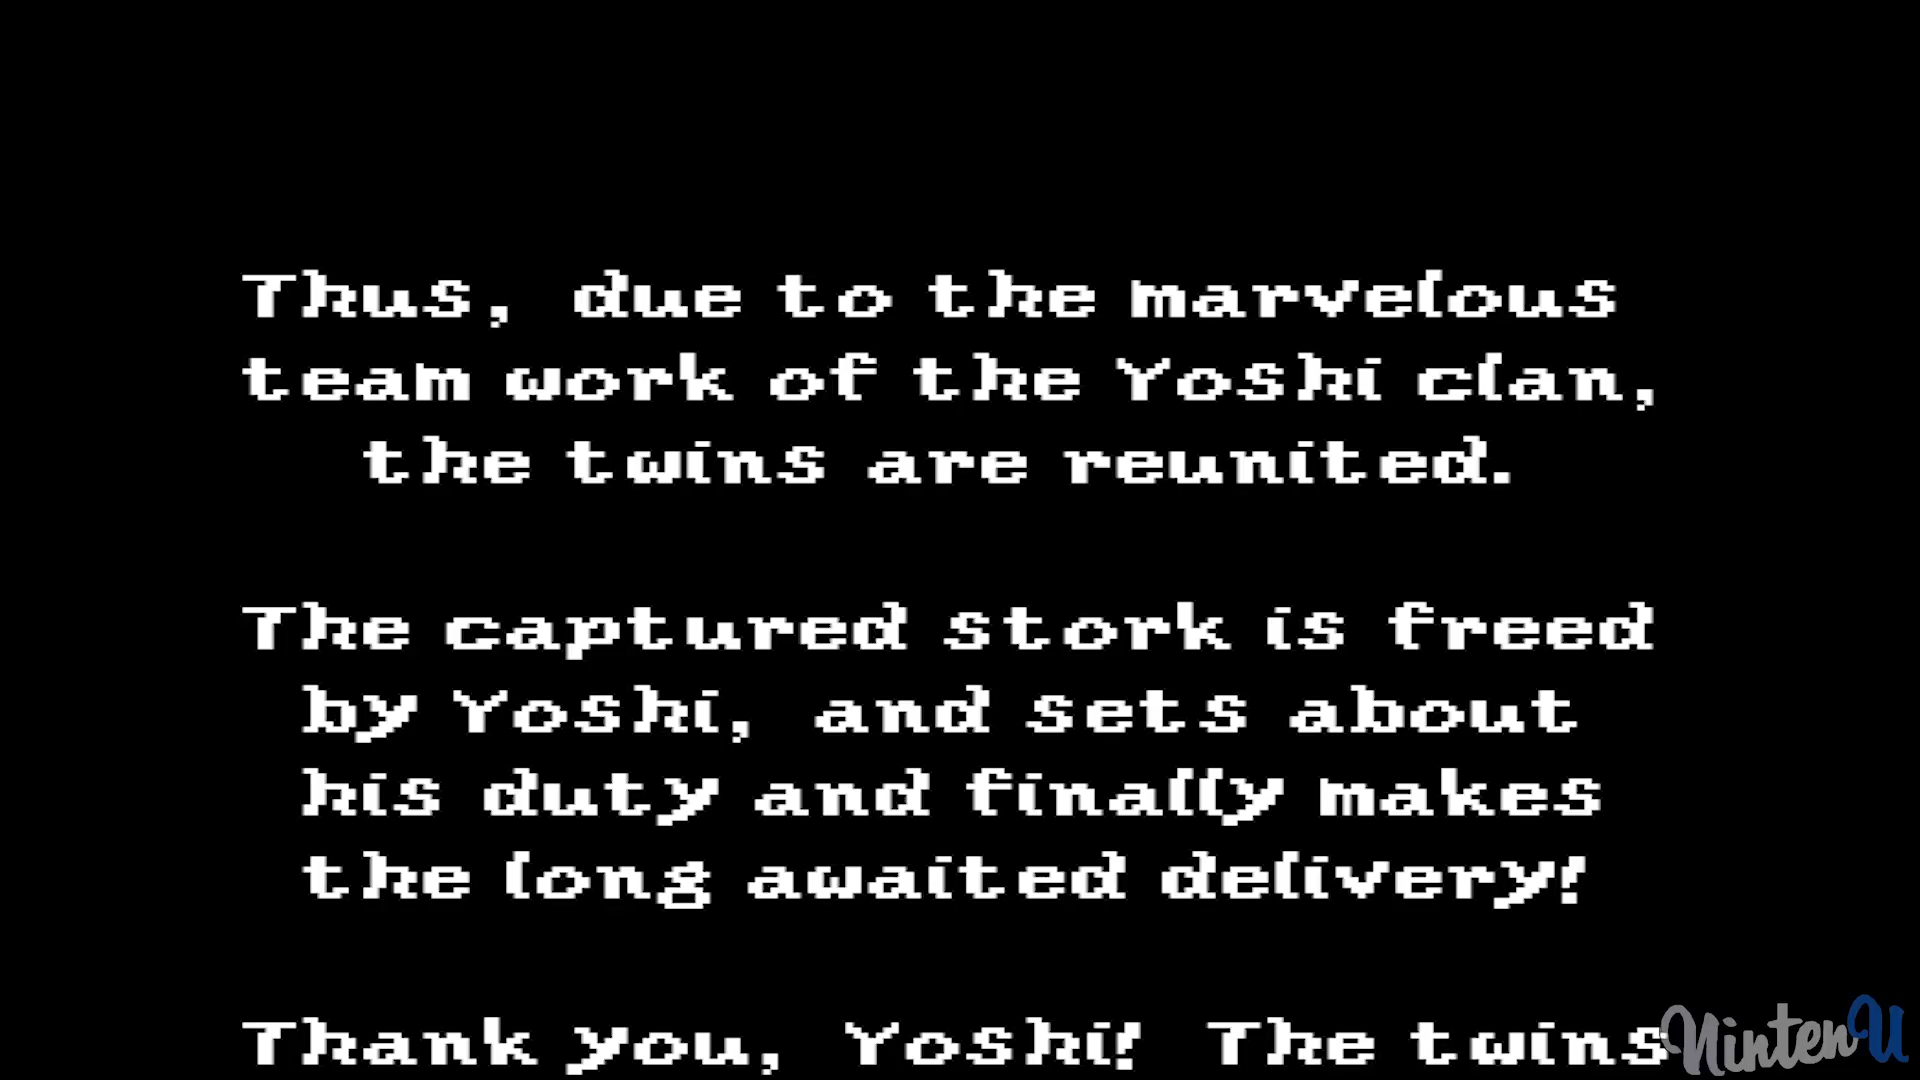 Thus, due to the marvelous
team work of the Yoshi clan,
the twins are reunited.
The captured stork is freed
by Yoshi, and sets about
his duty and finally makes
the long awaited delivery!
Thank you, Yoshi! The twins
NintenU